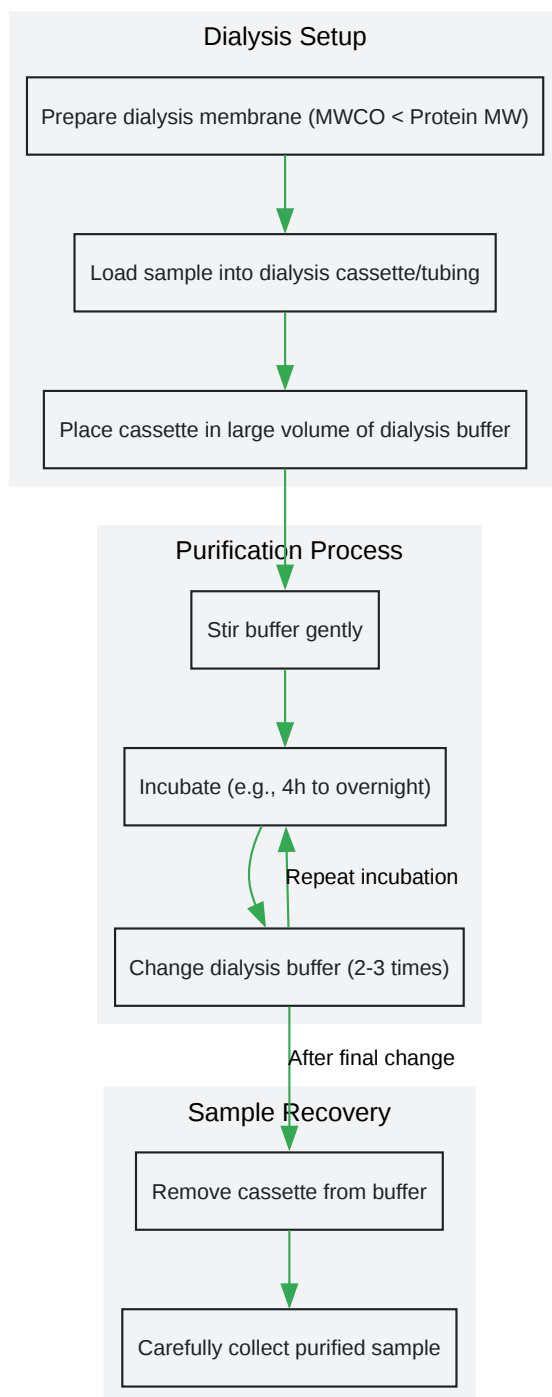 Dialysis Setup
Prepare dialysis membrane (MWCO < Protein MW)
Load sample into dialysis cassette/tubing
Place cassette in large volume of dialysis buffer
Purification Process
Stir buffer gently
Incubate (e.g., 4h to overnight)
Repeat incubation
Change dialysis buffer (2-3 times)
After final change
Sample Recovery
Remove cassette from buffer
Carefully collect purified sample